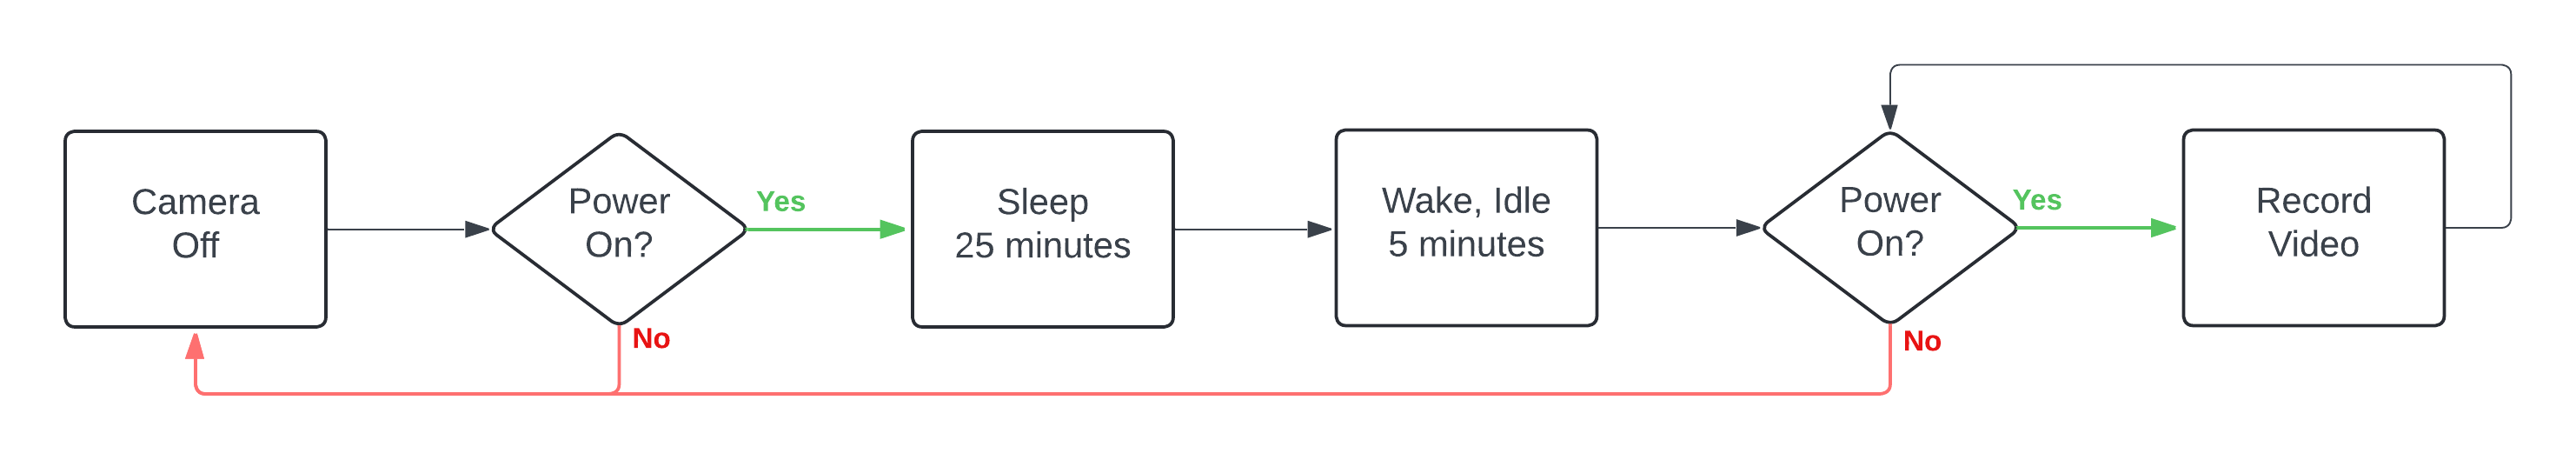 Camera
Off
Power
On?
Yes
No
Sleep
25 minutes
Wake, Idle
5 minutes
Power
On?
Yes
No
Record
Video